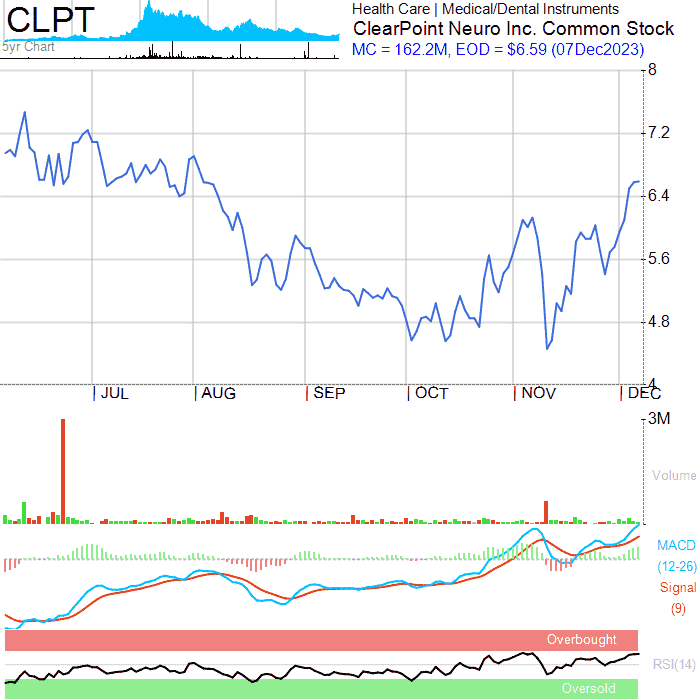 CLPT
5yr Chart
Health Care | Medical/Dental Instruments
ClearPoint Neuro Inc. Common Stock
MC = 162.2M, EOD = $6.59 (07Dec2023)
8
7.2
6.4
5.6
4.8
4
JUL AUG SEP OCT NOV DEC
3M
Volume
MACD
(12-26)
Signal
(9)
Overbought
RSI(14)
Oversold